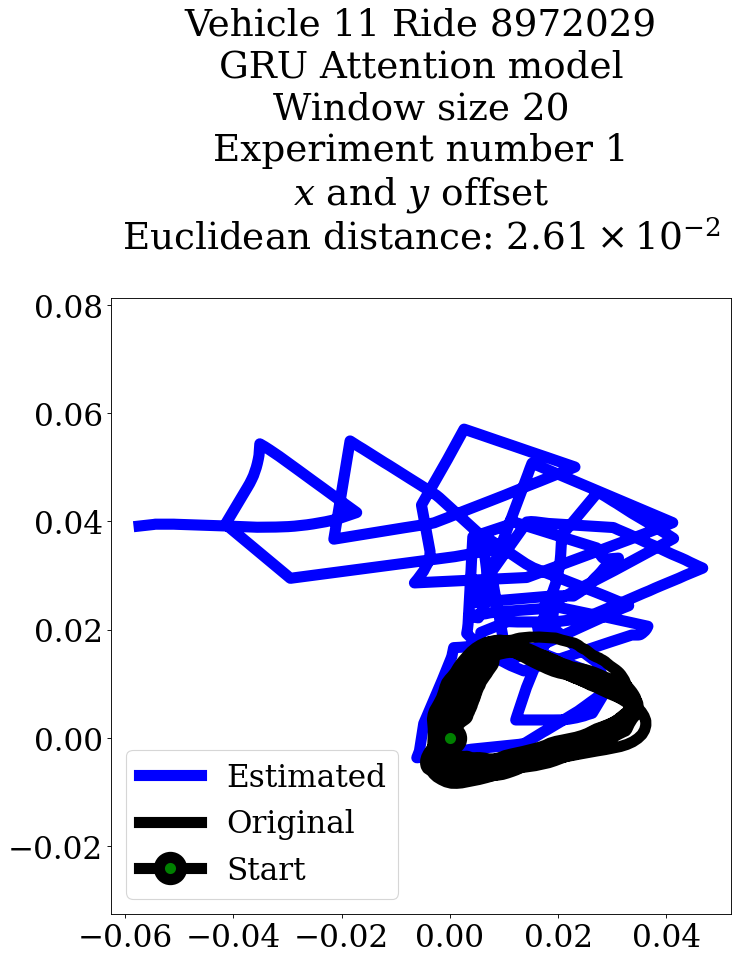 Vehicle 11 Ride 8972029
GRU Attention model
Window size 20
Experiment number 1
x and y offset
Euclidean distance: 2.61 × 10⁻²
0.08
0.06
0.04
0.02
0.00
−0.02
Estimated
Original
Start
−0.06 −0.04 −0.02 0.00 0.02 0.04